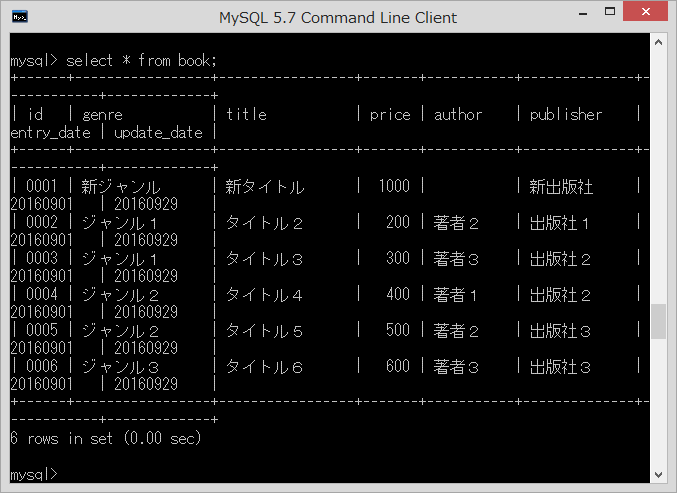 MySQL 5.7 Command Line Client
mysql> select * from book;
+------+-----------+-----------------+-------+-----------+--------------+-
-----------+-------------+
| id   | genre     | title           | price | author    | publisher    |
entry_date | update_date |
+------+-----------+-----------------+-------+-----------+--------------+-
-----------+-------------+
| 0001 | 新ジャンル | 新タイトル | 1000 | | 新出版社 |
20160901 | 20160929 |
| 0002 | ジャンル１ | タイトル２ | 200 | 著者２ | 出版社１ |
20160901 | 20160929 |
| 0003 | ジャンル１ | タイトル３ | 300 | 著者３ | 出版社２ |
20160901 | 20160929 |
| 0004 | ジャンル２ | タイトル４ | 400 | 著者１ | 出版社２ |
20160901 | 20160929 |
| 0005 | ジャンル２ | タイトル５ | 500 | 著者２ | 出版社３ |
20160901 | 20160929 |
| 0006 | ジャンル３ | タイトル６ | 600 | 著者３ | 出版社３ |
20160901 | 20160929 |
+------+-----------+-----------------+-------+-----------+--------------+-
-----------+-------------+
6 rows in set (0.00 sec)
mysql>